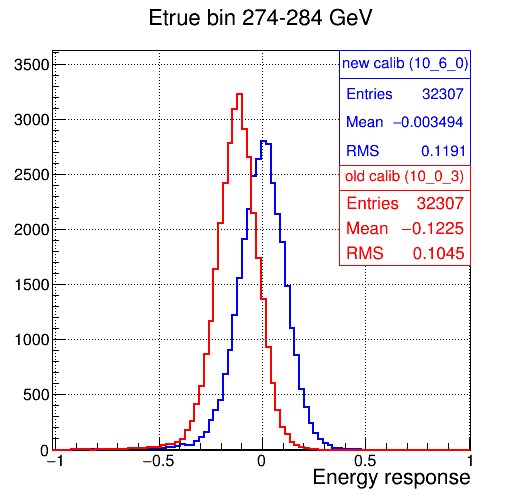 Etrue bin 274-284 GeV
new calib (10_6_0)
Entries 32307
Mean −0.003494
RMS 0.1191
old calib (10_0_3)
Entries 32307
Mean −0.1225
RMS 0.1045
3500
3000
2500
2000
1500
1000
500
0
−1 −0.5 0 0.5 1
Energy response